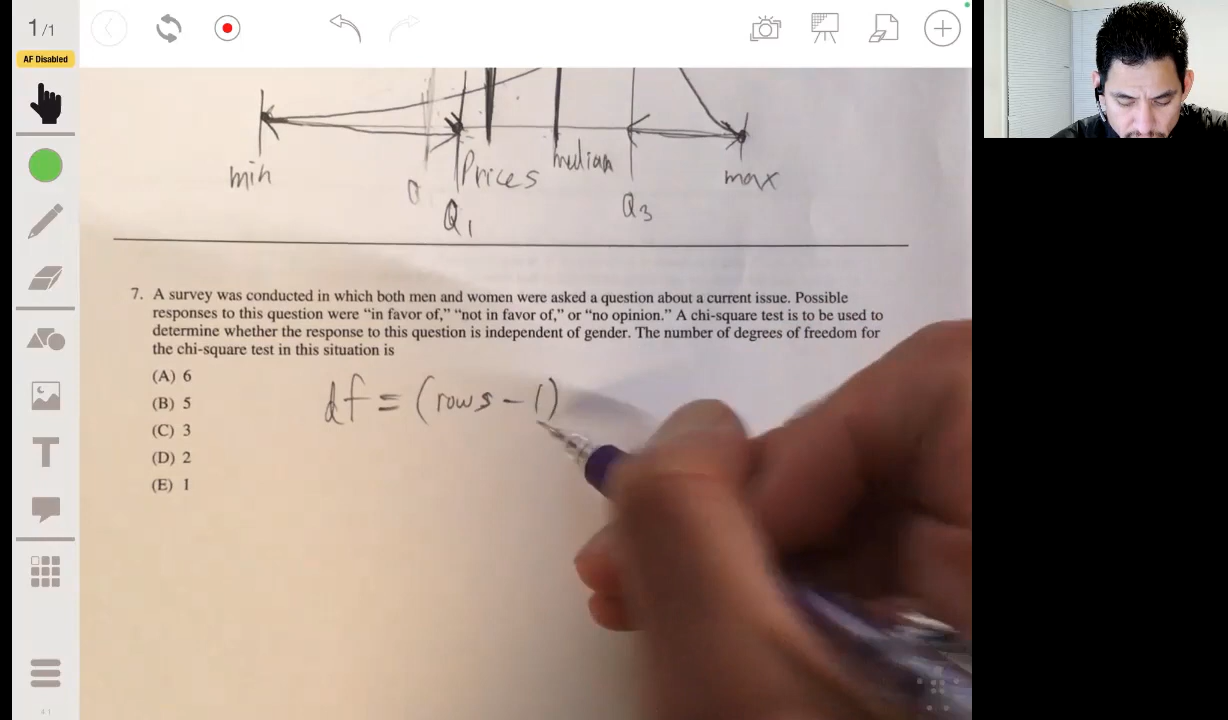 1/1
AF Disabled
min
Q
Prices
median
max
Q1
Q3
7. A survey was conducted in which both men and women were asked a question about a current issue. Possible
responses to this question were “in favor of,” “not in favor of,” or “no opinion.” A chi-square test is to be used to
determine whether the response to this question is independent of gender. The number of degrees of freedom for
the chi-square test in this situation is
(A) 6
(B) 5
(C) 3
(D) 2
(E) 1
df = (rows - 1)
T